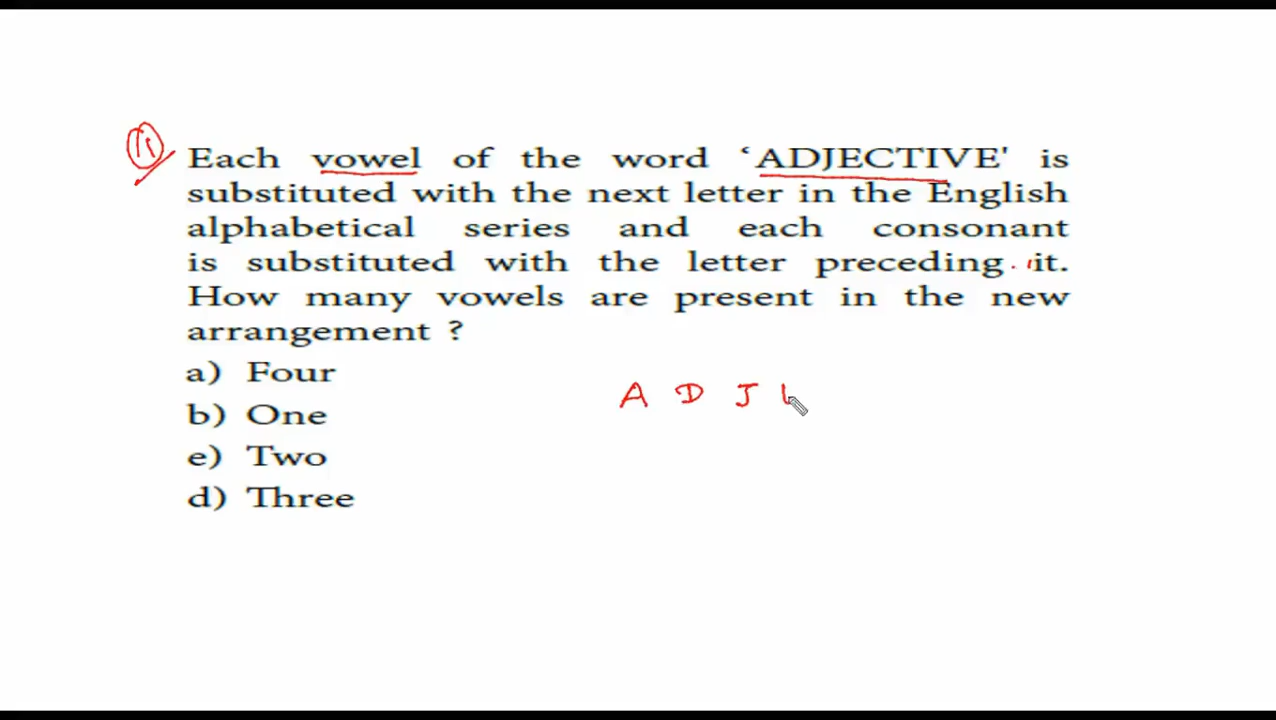 11
Each vowel of the word ‘ADJECTIVE' is
substituted with the next letter in the English
alphabetical series and each consonant
is substituted with the letter preceding it.
How many vowels are present in the new
arrangement ?
a) Four
b) One
e) Two
d) Three
A D J